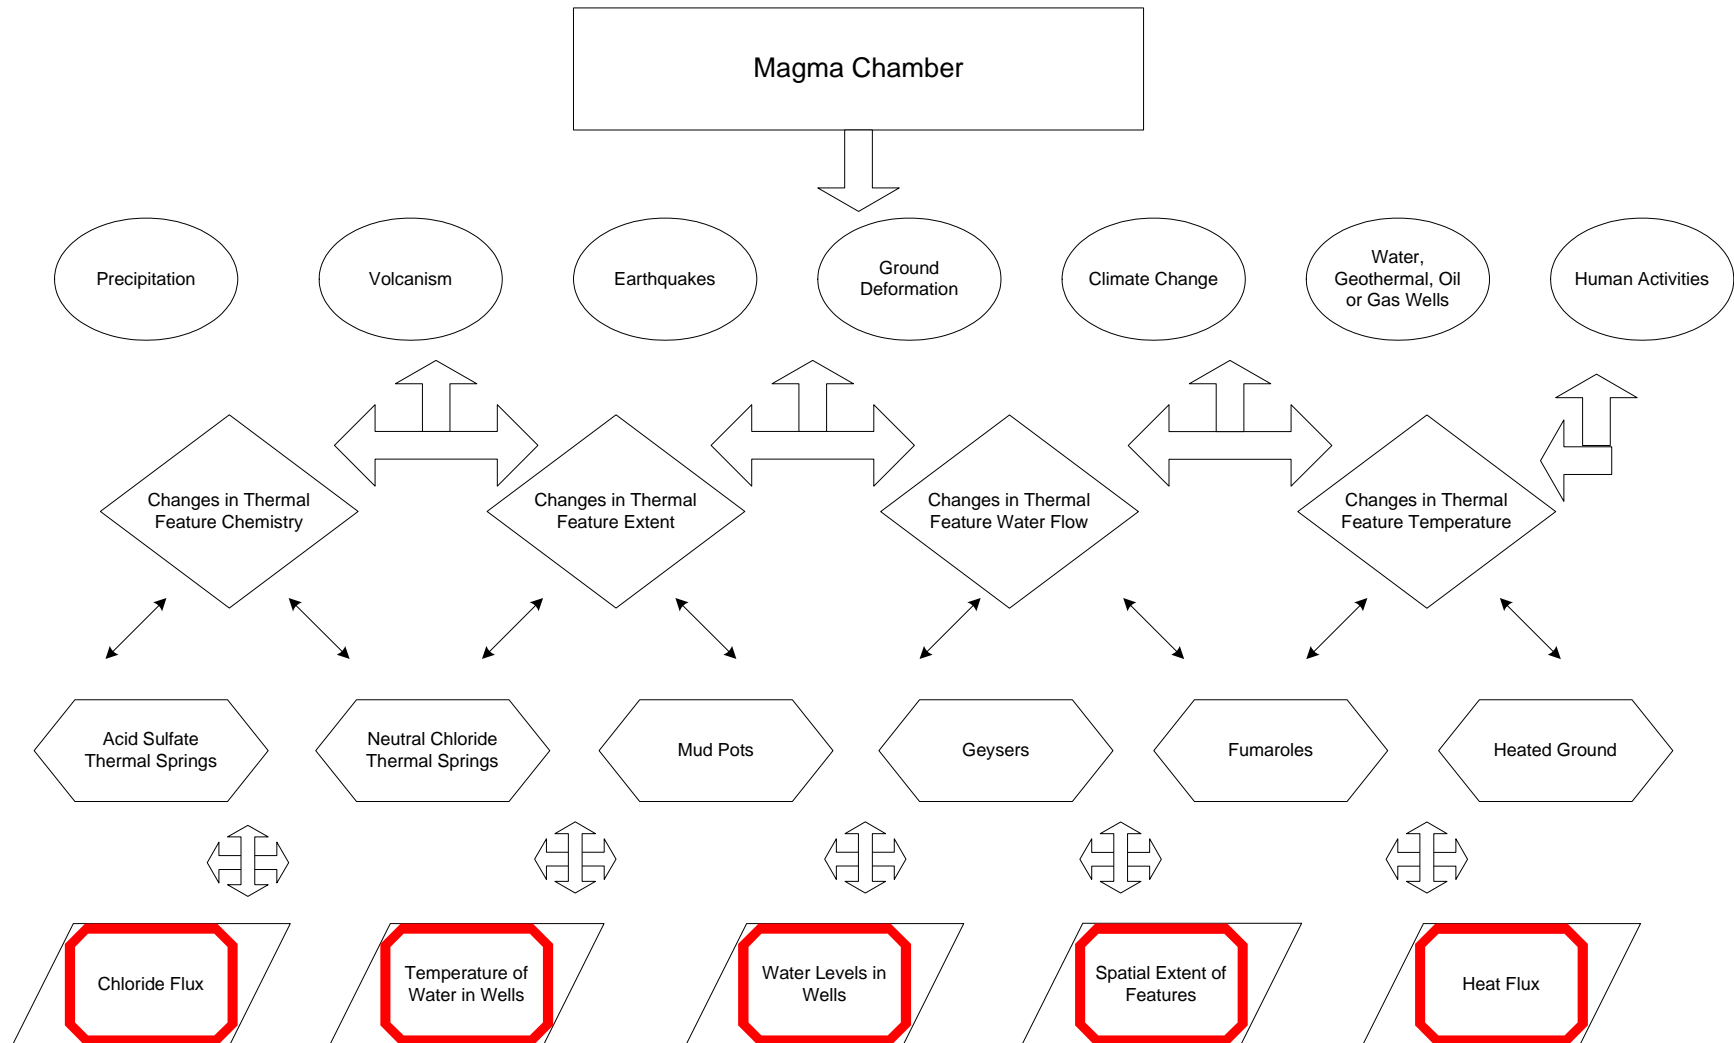 Magma Chamber
Precipitation
Volcanism
Earthquakes
Ground
Deformation
Climate Change
Water,
Geothermal, Oil
or Gas Wells
Human Activities
Changes in Thermal
Feature Chemistry
Changes in Thermal
Feature Extent
Changes in Thermal
Feature Water Flow
Changes in Thermal
Feature Temperature
Acid Sulfate
Thermal Springs
Neutral Chloride
Thermal Springs
Mud Pots
Geysers
Fumaroles
Heated Ground
Chloride Flux
Temperature of
Water in Wells
Water Levels in
Wells
Spatial Extent of
Features
Heat Flux